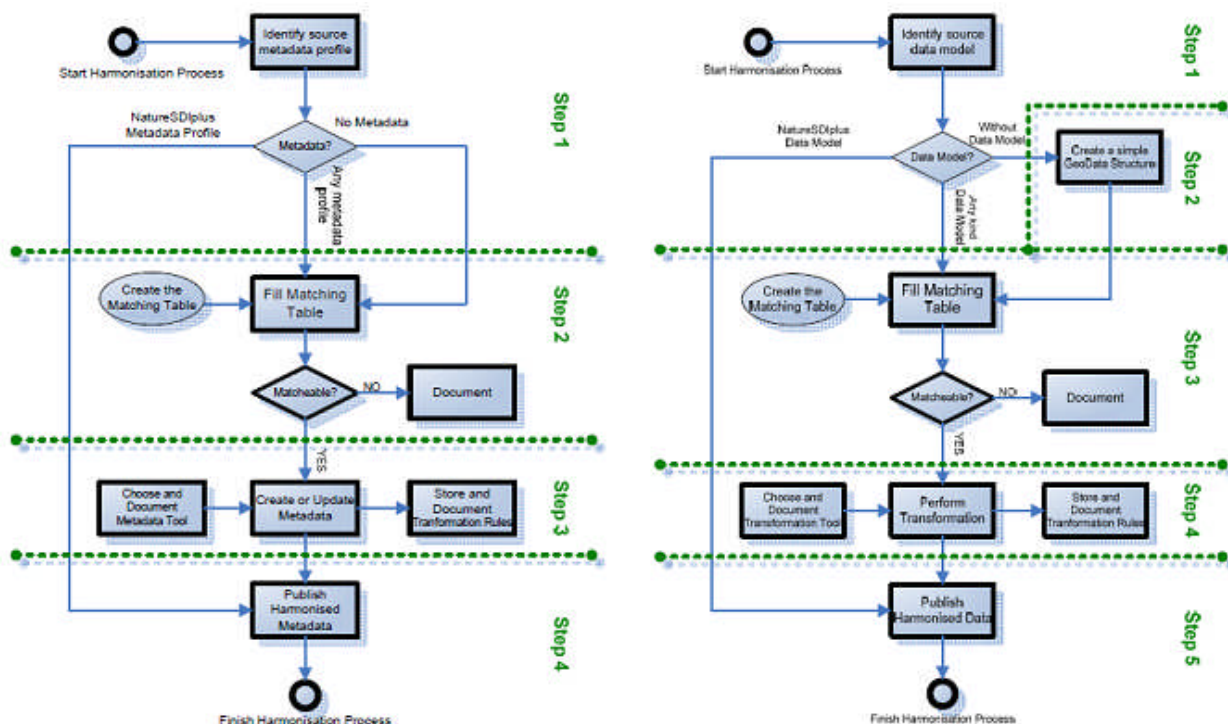 Identify source
metadata profile
Start Harmonisation Process
NatureSDIplus
Metadata Profile
No Metadata
Metadata?
Any metadata
profile
Step 1
Create the
Matching Table
Fill Matching
Table
Step 2
Matcheable?
NO
Document
YES
Choose and
Document
Metadata Tool
Create or Update
Metadata
Store and
Document
Tranformation Rules
Step 3
Publish
Harmonised
Metadata
Step 4
Finish Harmonisation Process
Identify source
data model
Start Harmonisation Process
Step 1
NatureSDIplus
Data Model
Without
Data Model
Data Model?
Create a simple
GeoData Structure
Step 2
Any kind
Data Model
Create the
Matching Table
Fill Matching
Table
Step 3
Matcheable?
NO
Document
YES
Choose and
Document
Transformation Tool
Perform
Transformation
Store and
Document
Tranformation Rules
Step 4
Publish
Harmonised Data
Step 5
Finish Harmonisation Process